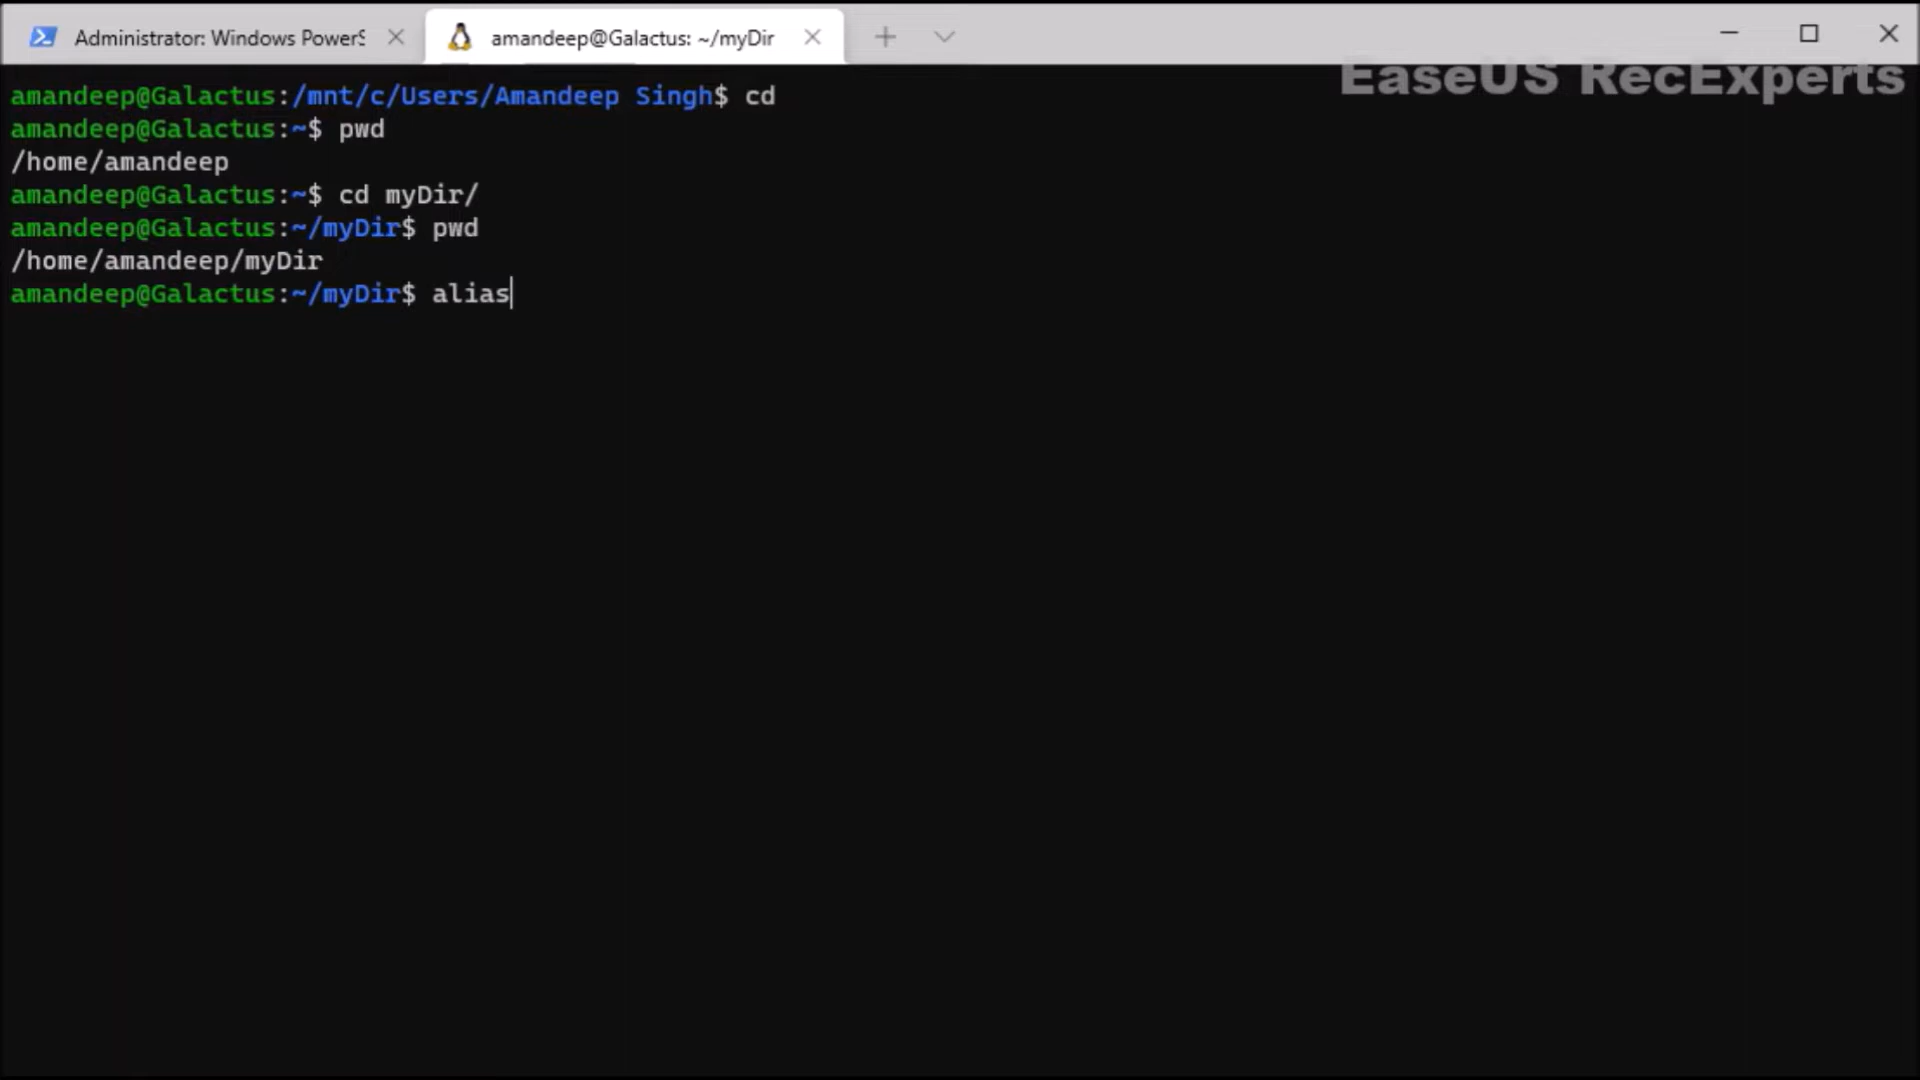 Administrator: Windows PowerS
amandeep@Galactus: ~/myDir
EaseUS RecExperts
amandeep@Galactus:/mnt/c/Users/Amandeep Singh$ cd
amandeep@Galactus:~$ pwd
/home/amandeep
amandeep@Galactus:~$ cd myDir/
amandeep@Galactus:~/myDir$ pwd
/home/amandeep/myDir
amandeep@Galactus:~/myDir$ alias